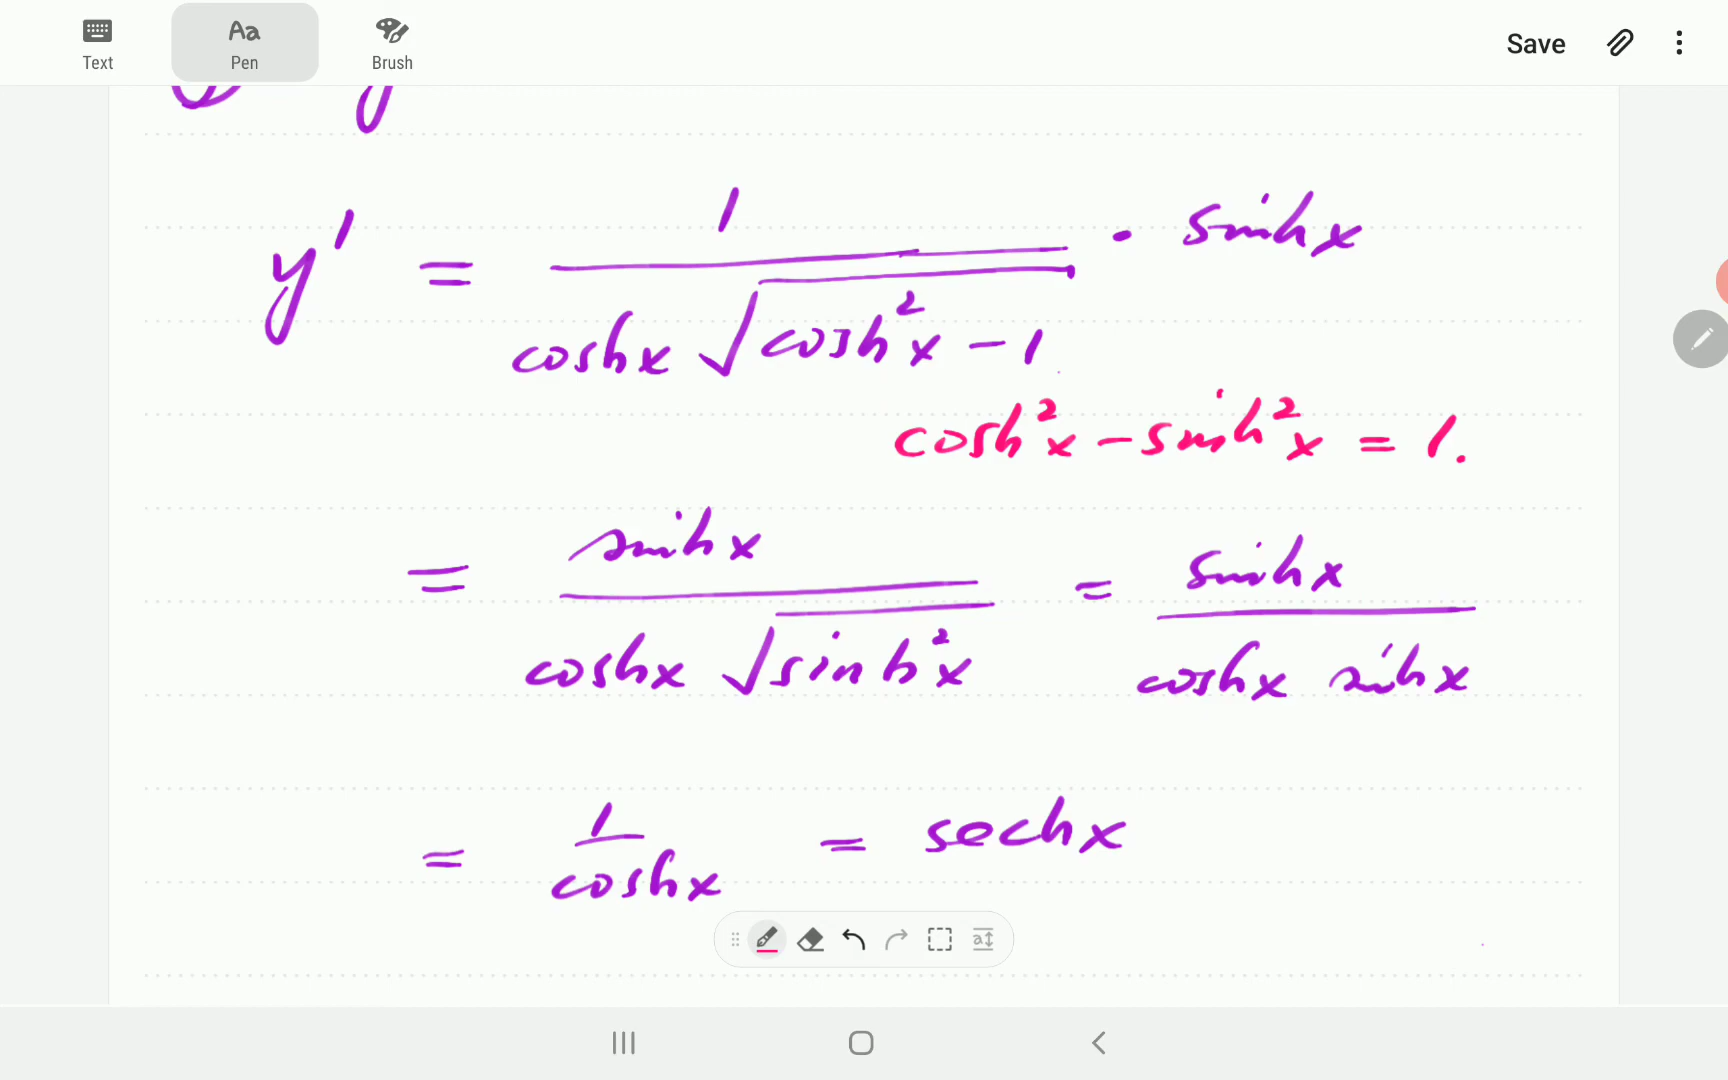 Text Aa Pen Brush Save
y
y' = 1 / (coshx √(cosh²x - 1)) · sinhx
cosh²x - sinh²x = 1.
= sinhx / (coshx √(sinh²x)) = sinhx / (coshx sinhx)
= 1 / coshx = sechx